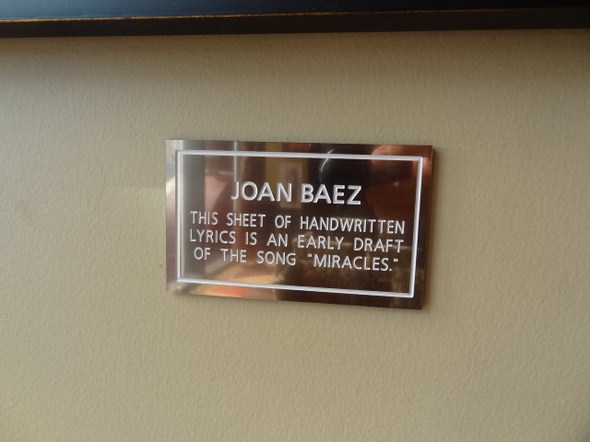 JOAN BAEZ
THIS SHEET OF HANDWRITTEN
LYRICS IS AN EARLY DRAFT
OF THE SONG "MIRACLES."